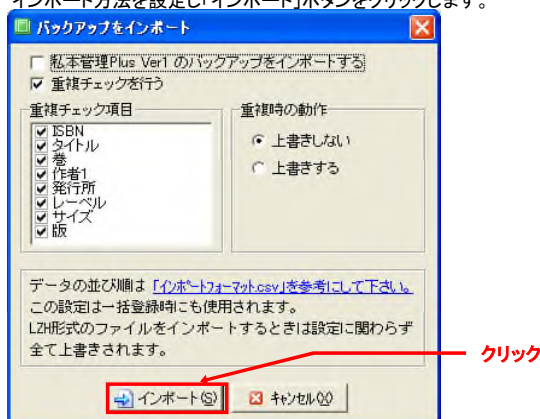 インポート方法を設定し「インポート」ボタンをクリックします。
バックアップをインポート
私本管理Plus Ver1 のバックアップをインポートする
重複チェックを行う
重複チェック項目
ISBN
タイトル
巻
作者1
発行所
レーベル
サイズ
版
重複時の動作
上書きしない
上書きする
データの並び順は 「インポートフォーマット.csv」を参考にして下さい。
この設定は一括登録時にも使用されます。
LZH形式のファイルをインポートするときは設定に関わらず
全て上書きされます。
クリック
インポート(S)
キャンセル(X)